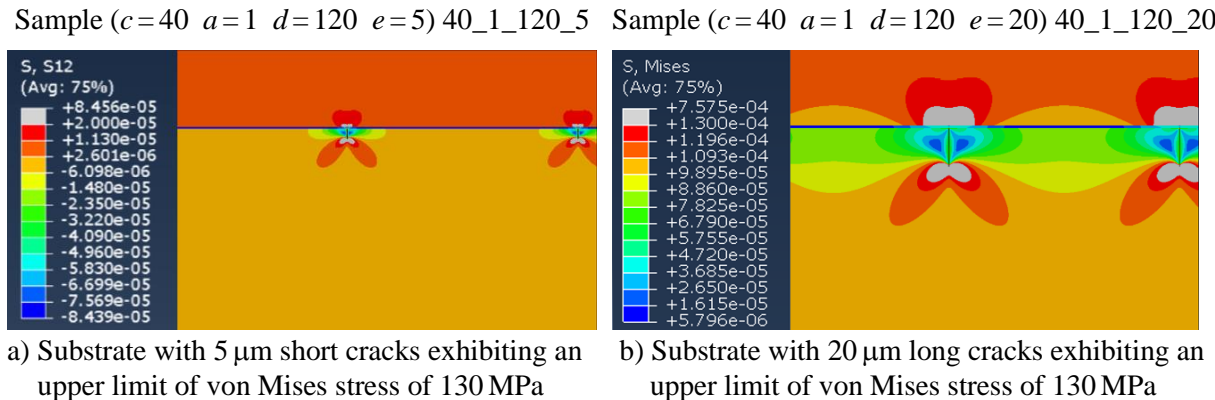 Sample (c=40 a=1 d=120 e=5) 40_1_120_5
Sample (c=40 a=1 d=120 e=20) 40_1_120_20
S, S12
(Avg: 75%)
+8.456e-05
+2.000e-05
+1.130e-05
+2.601e-06
-6.098e-06
-1.480e-05
-2.350e-05
-3.220e-05
-4.090e-05
-4.960e-05
-5.830e-05
-6.699e-05
-7.569e-05
-8.439e-05
S, Mises
(Avg: 75%)
+7.575e-04
+1.300e-04
+1.196e-04
+1.093e-04
+9.895e-05
+8.860e-05
+7.825e-05
+6.790e-05
+5.755e-05
+4.720e-05
+3.685e-05
+2.650e-05
+1.615e-05
+5.796e-06
a) Substrate with 5 μm short cracks exhibiting an
upper limit of von Mises stress of 130 MPa
b) Substrate with 20 μm long cracks exhibiting an
upper limit of von Mises stress of 130 MPa